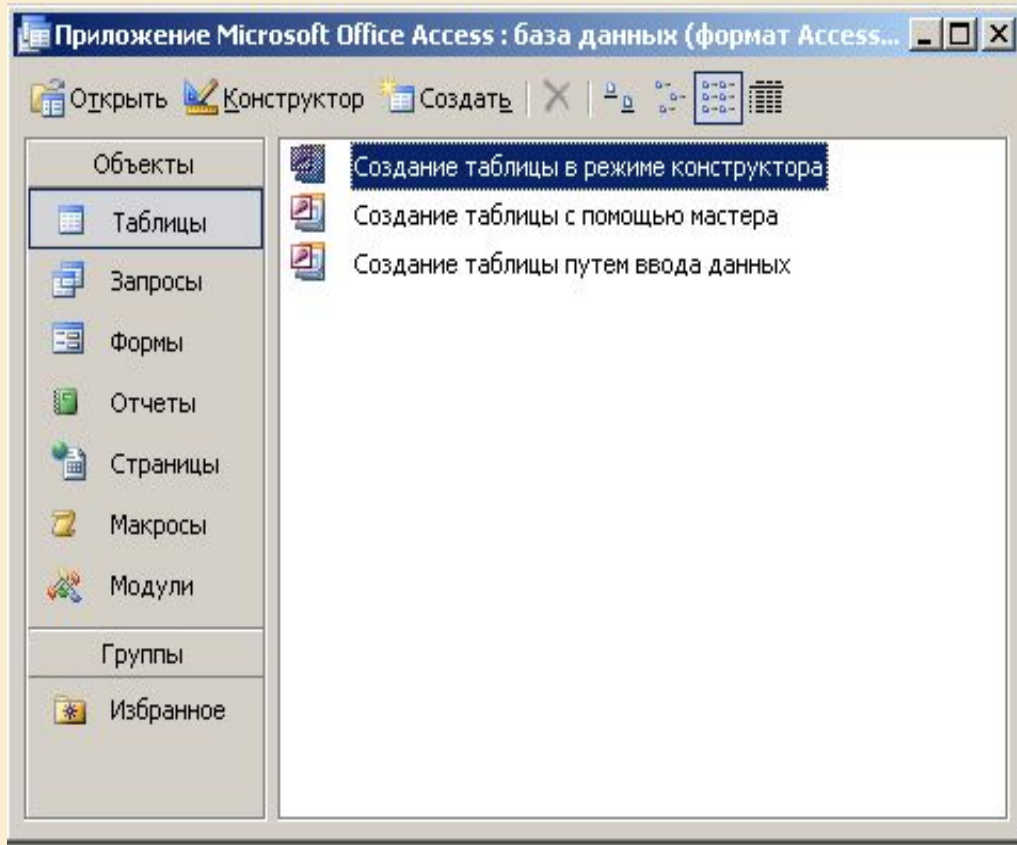 Приложение Microsoft Office Access : база данных (формат Access...
Открыть Конструктор Создать
Объекты
Таблицы
Запросы
Формы
Отчеты
Страницы
Макросы
Модули
Группы
Избранное
Создание таблицы в режиме конструктора
Создание таблицы с помощью мастера
Создание таблицы путем ввода данных